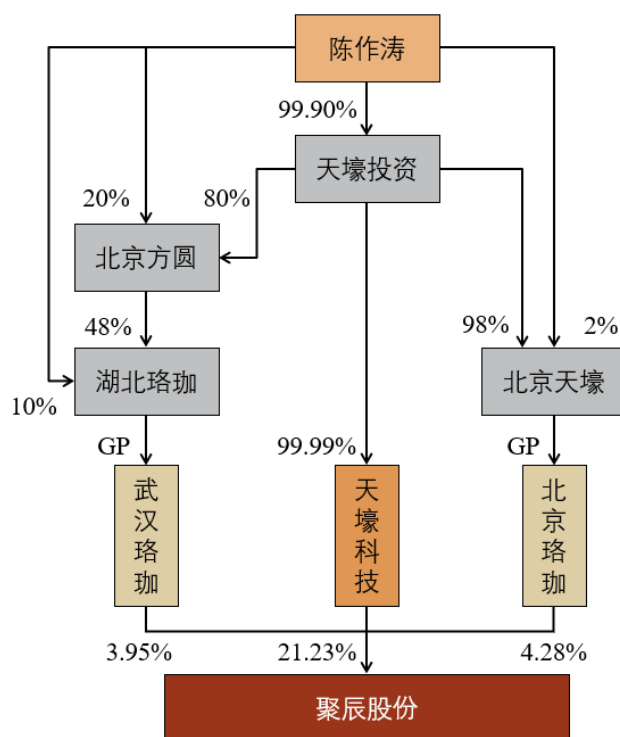 陈作涛
99.90%
天壕投资
20%
80%
北京方圆
48%
98%
2%
湖北珞珈
北京天壕
10%
GP
99.99%
GP
武汉珞珈
天壕科技
北京珞珈
3.95%
21.23%
4.28%
聚辰股份